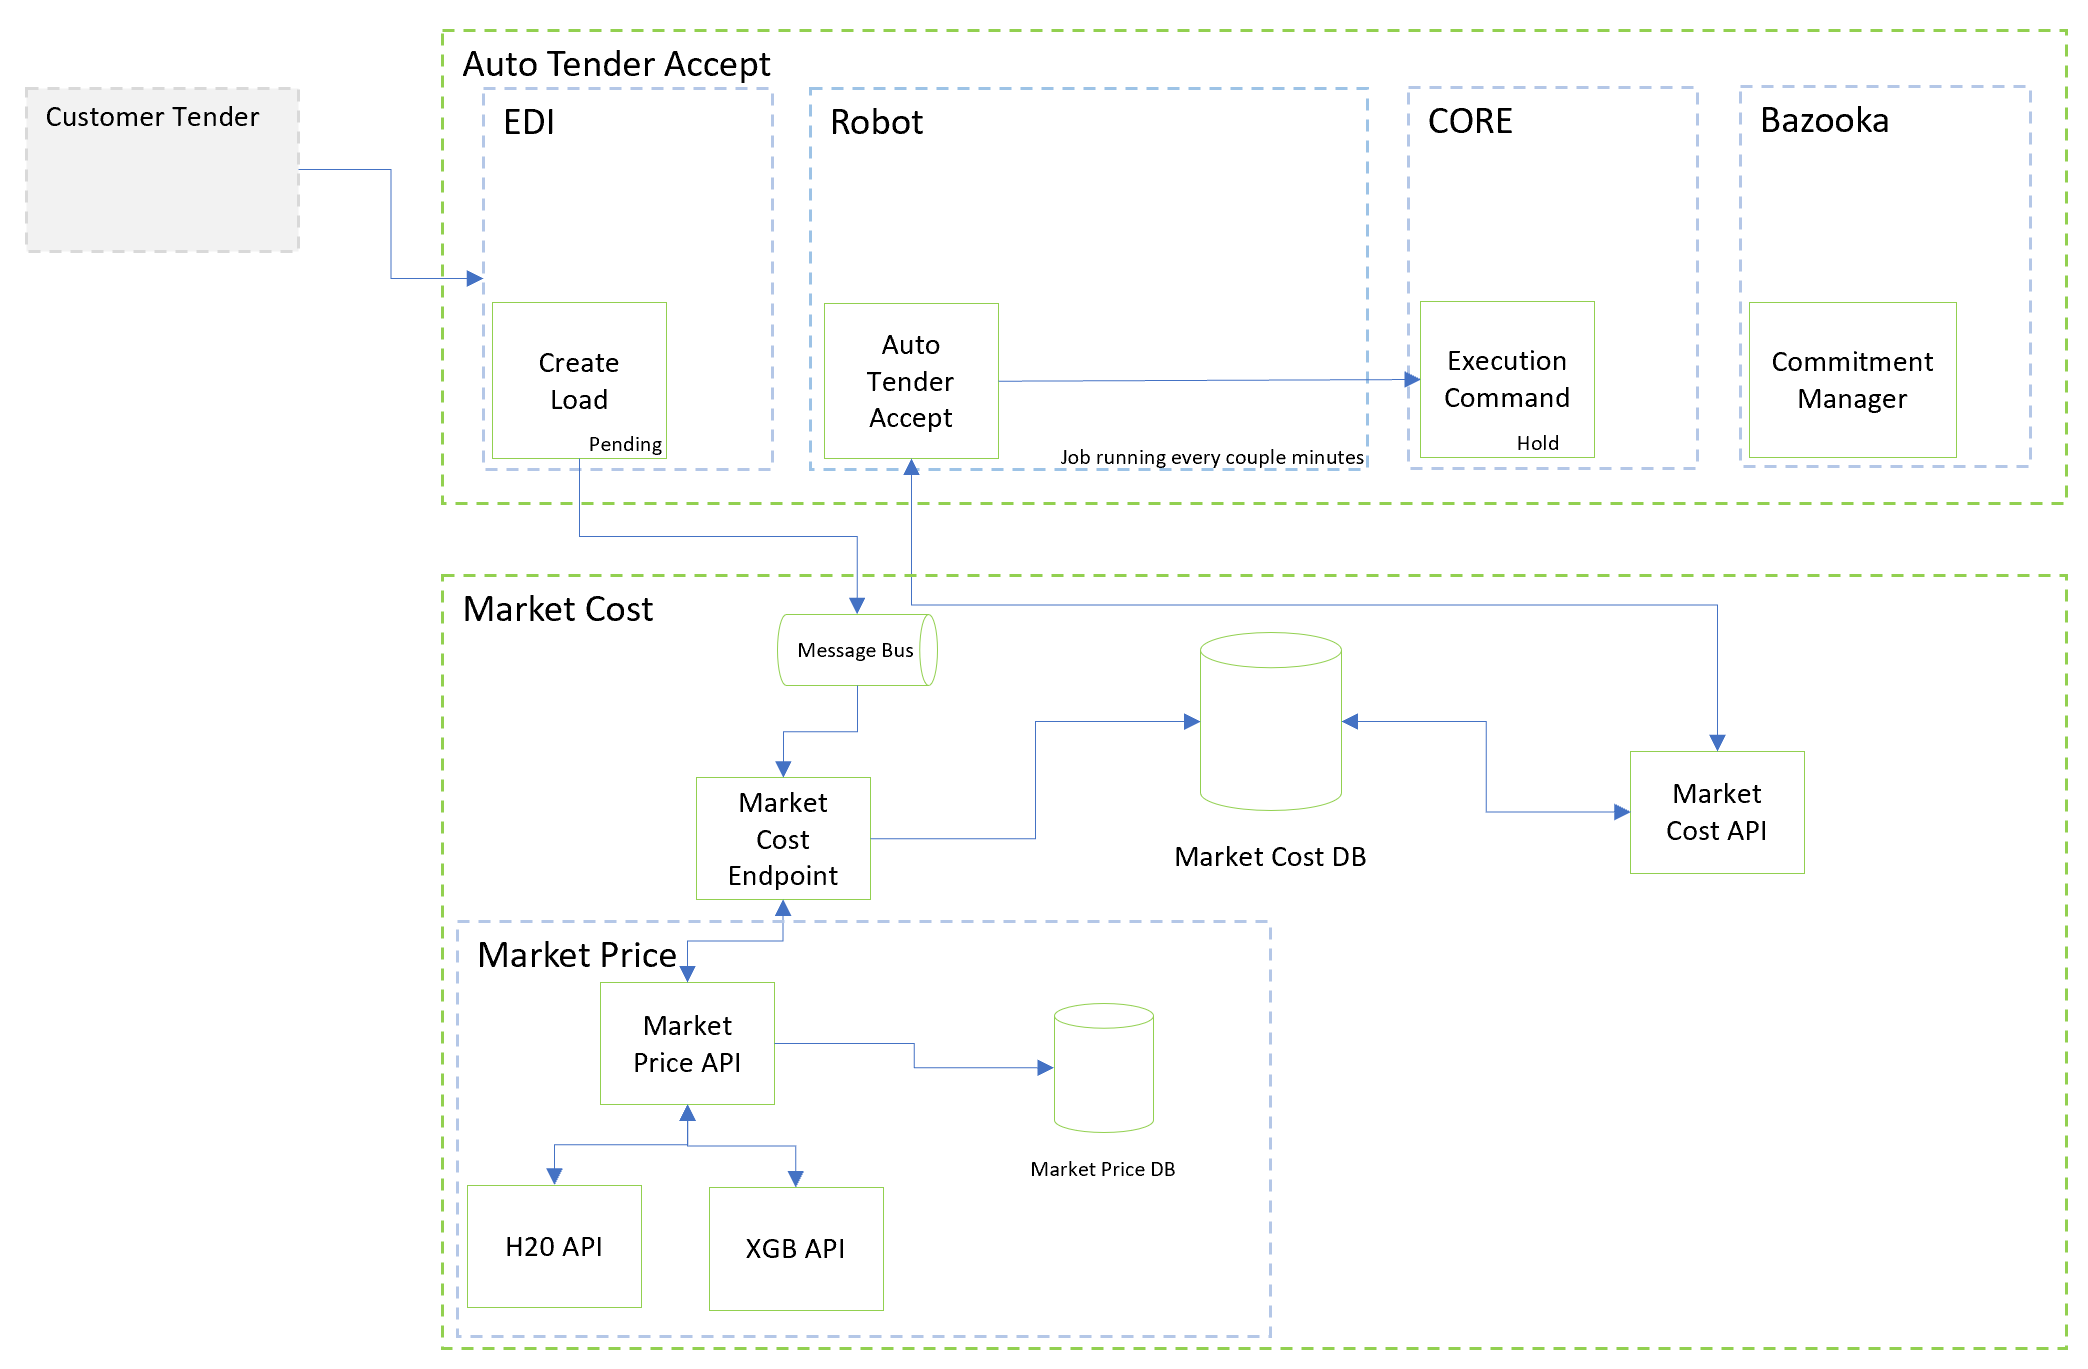 Auto Tender Accept
Customer Tender
EDI
Robot
CORE
Bazooka
Create
Load
Pending
Auto
Tender
Accept
Job running every couple minutes
Execution
Command
Hold
Commitment
Manager
Market Cost
Message Bus
Market
Cost
Endpoint
Market Cost DB
Market
Cost API
Market Price
Market
Price API
Market Price DB
H20 API
XGB API